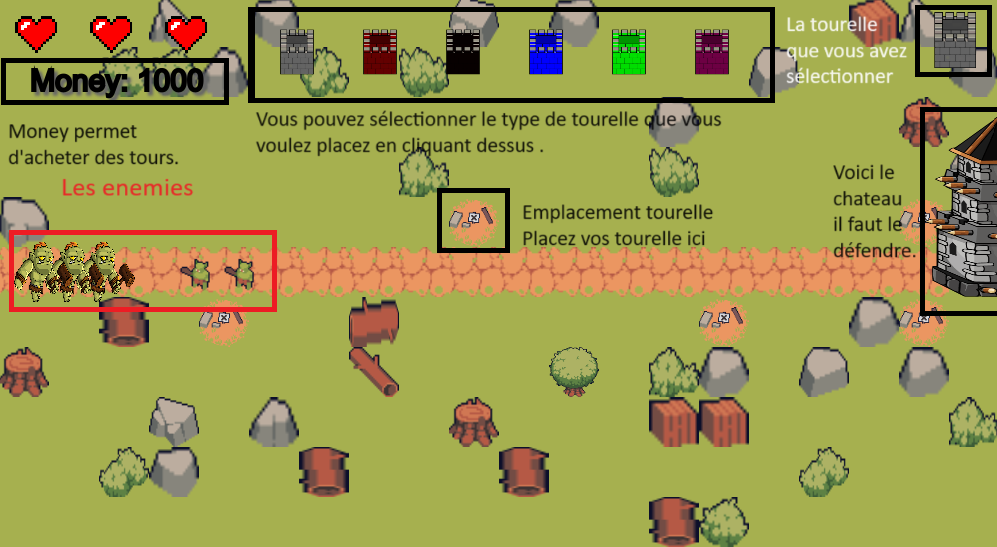 Money: 1000
La tourelle
que vous avez
sélectionner
Money permet
d'acheter des tours.
Vous pouvez sélectionner le type de tourelle que vous
voulez placez en cliquant dessus .
Les enemies
Emplacement tourelle
Placez vos tourelle ici
Voici le
chateau
il faut le
défendre.